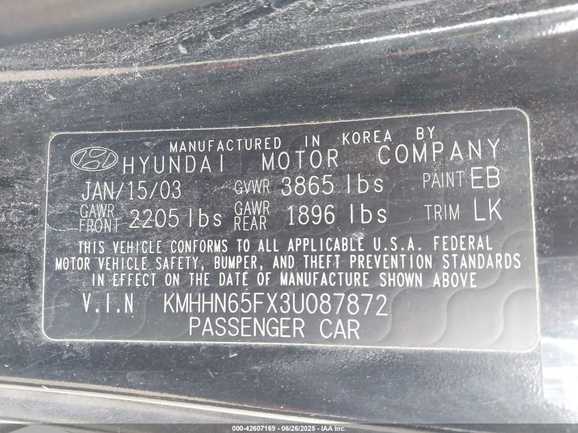 MANUFACTURED IN KOREA BY
HYUNDAI MOTOR COMPANY
JAN/15/03 GVWR 3865 lbs PAINT EB
GAWR FRONT 2205 lbs GAWR REAR 1896 lbs TRIM LK
THIS VEHICLE CONFORMS TO ALL APPLICABLE U.S.A. FEDERAL
MOTOR VEHICLE SAFETY, BUMPER, AND THEFT PREVENTION STANDARDS
IN EFFECT ON THE DATE OF MANUFACTURE SHOWN ABOVE
V.I.N KMHHN65FX3U087872
PASSENGER CAR
000-42607169 - 06/26/2025 - IAA Inc.